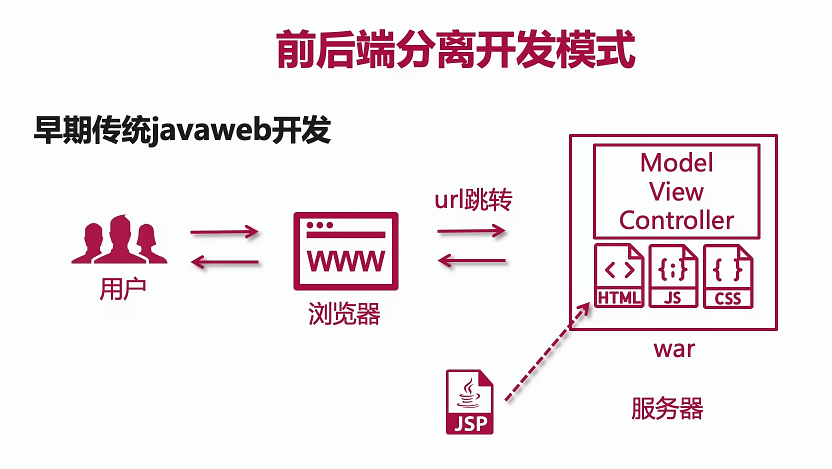 前后端分离开发模式
早期传统javaweb开发
Model
View
Controller
url跳转
WWW
HTML
JS
CSS
用户
浏览器
war
JSP
服务器